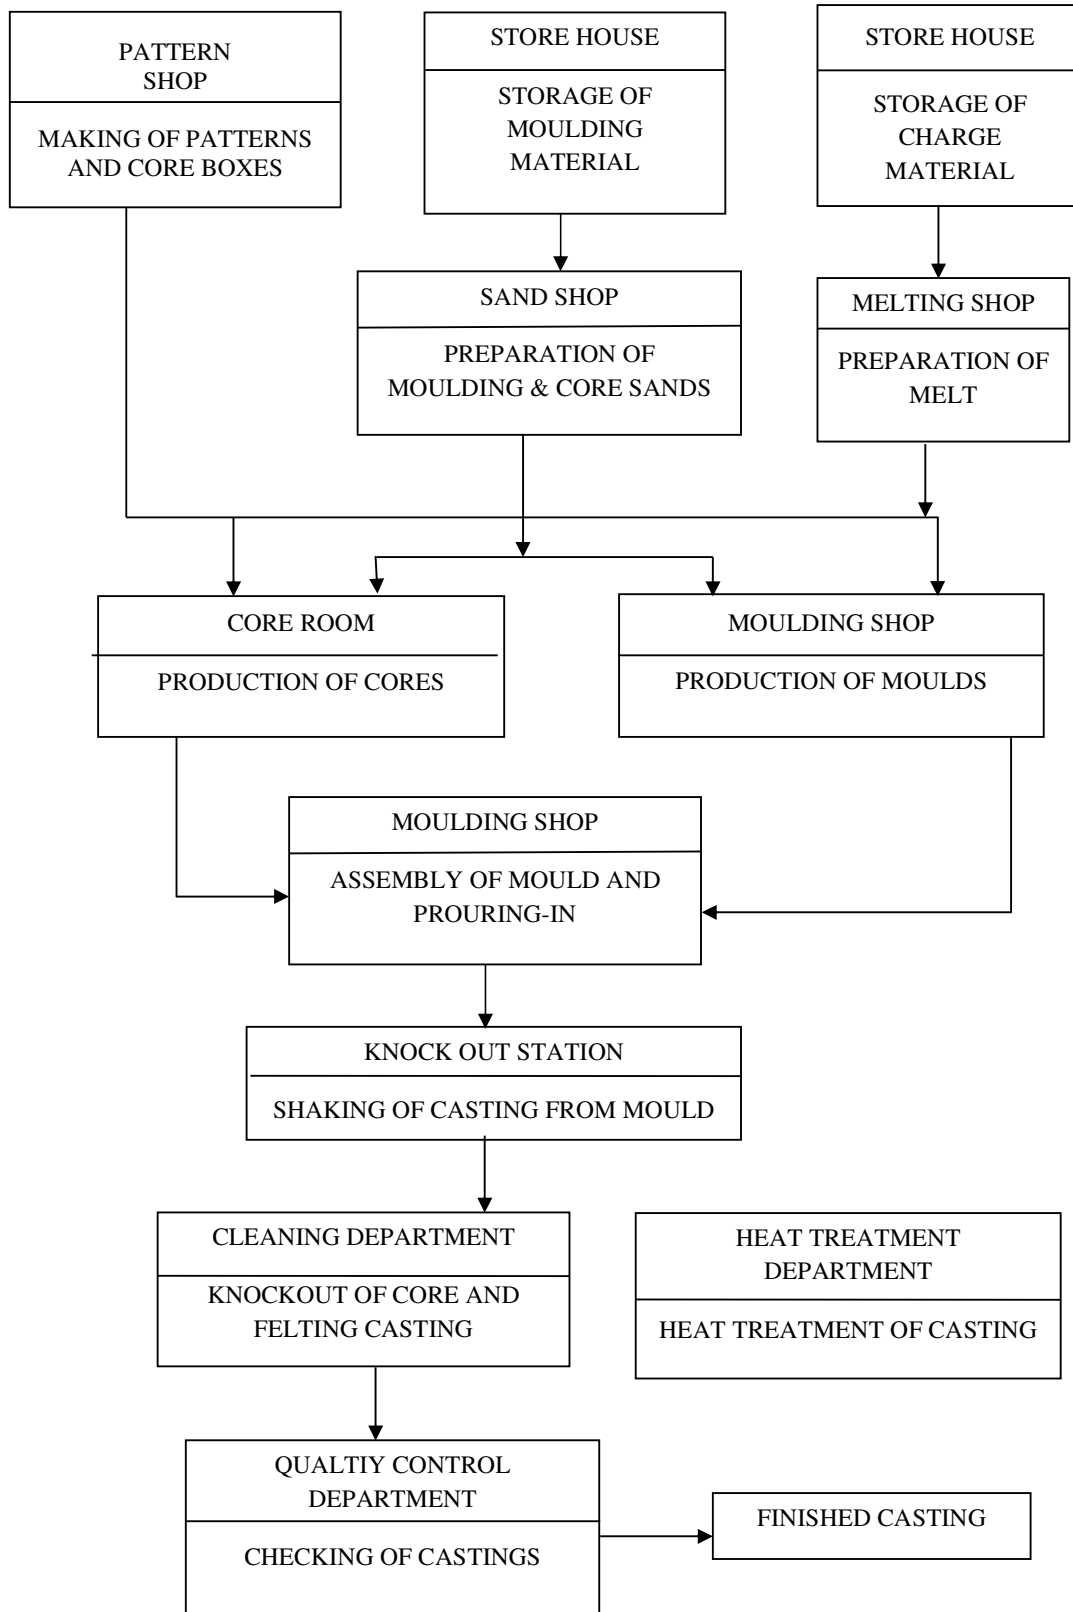 PATTERN
SHOP
MAKING OF PATTERNS
AND CORE BOXES
STORE HOUSE
STORAGE OF
MOULDING
MATERIAL
STORE HOUSE
STORAGE OF
CHARGE
MATERIAL
SAND SHOP
PREPARATION OF
MOULDING & CORE SANDS
MELTING SHOP
PREPARATION OF
MELT
CORE ROOM
PRODUCTION OF CORES
MOULDING SHOP
PRODUCTION OF MOULDS
MOULDING SHOP
ASSEMBLY OF MOULD AND
PROURING-IN
KNOCK OUT STATION
SHAKING OF CASTING FROM MOULD
CLEANING DEPARTMENT
KNOCKOUT OF CORE AND
FELTING CASTING
HEAT TREATMENT
DEPARTMENT
HEAT TREATMENT OF CASTING
QUALTIY CONTROL
DEPARTMENT
CHECKING OF CASTINGS
FINISHED CASTING